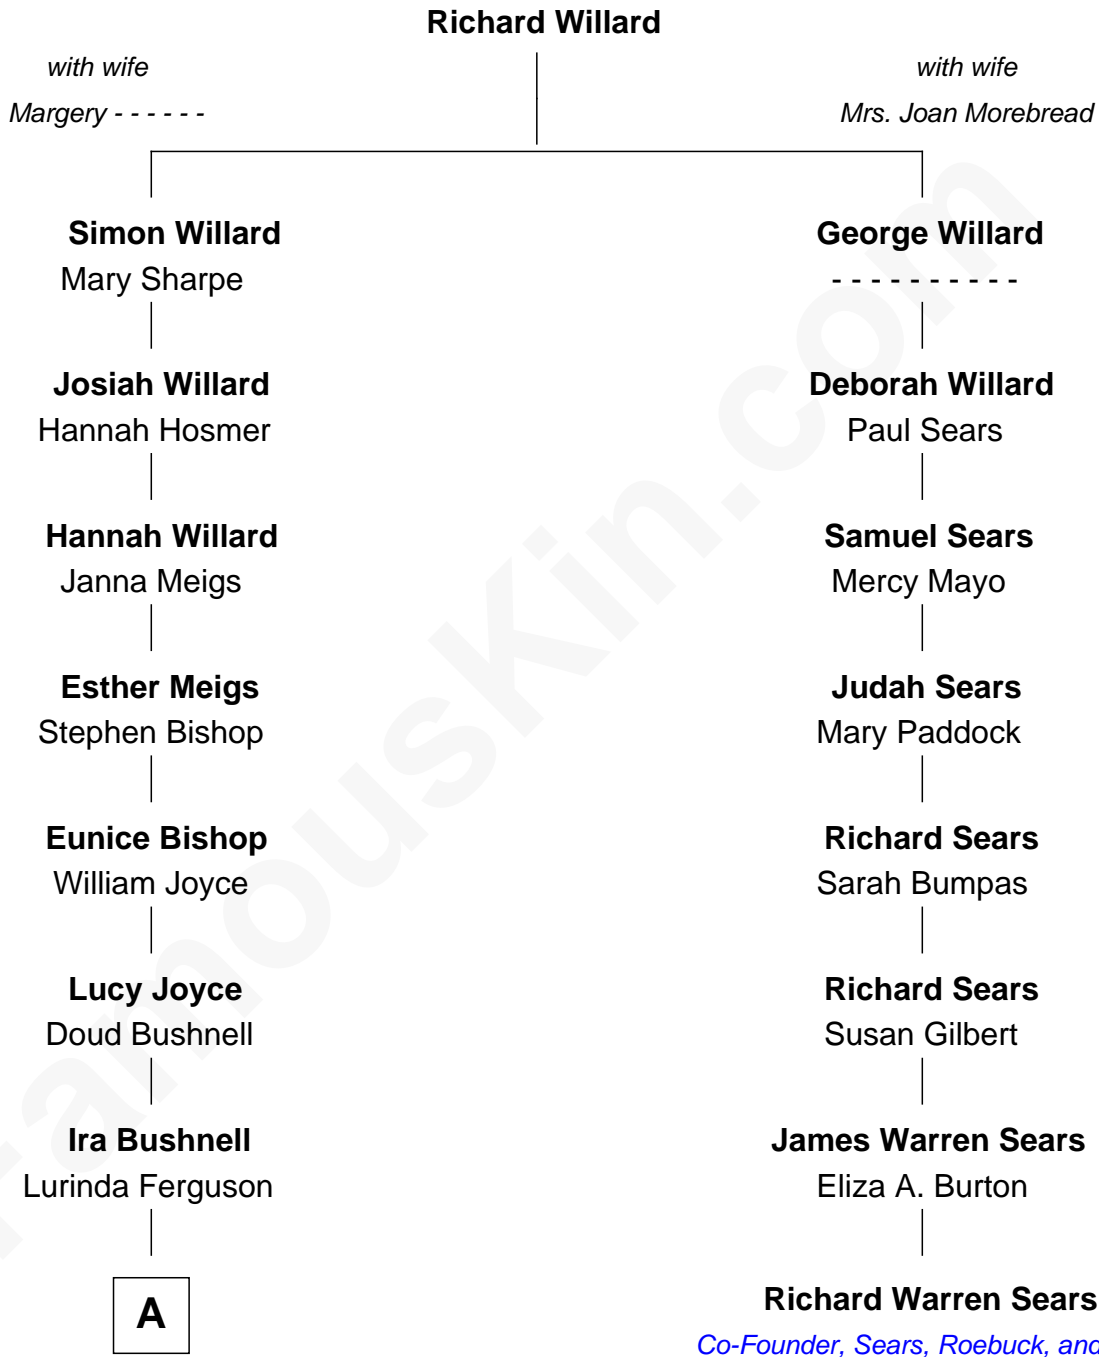 Richard Willard
with wife
Margery - - - - - -
with wife
Mrs. Joan Morebread
Simon Willard
Mary Sharpe
George Willard
- - - - - - - - - -
Josiah Willard
Hannah Hosmer
Deborah Willard
Paul Sears
Hannah Willard
Janna Meigs
Samuel Sears
Mercy Mayo
Esther Meigs
Stephen Bishop
Judah Sears
Mary Paddock
Eunice Bishop
William Joyce
Richard Sears
Sarah Bumpas
Lucy Joyce
Doud Bushnell
Richard Sears
Susan Gilbert
Ira Bushnell
Lurinda Ferguson
James Warren Sears
Eliza A. Burton
A
Richard Warren Sears
Co-Founder, Sears, Roebuck, and
FamousKin.com